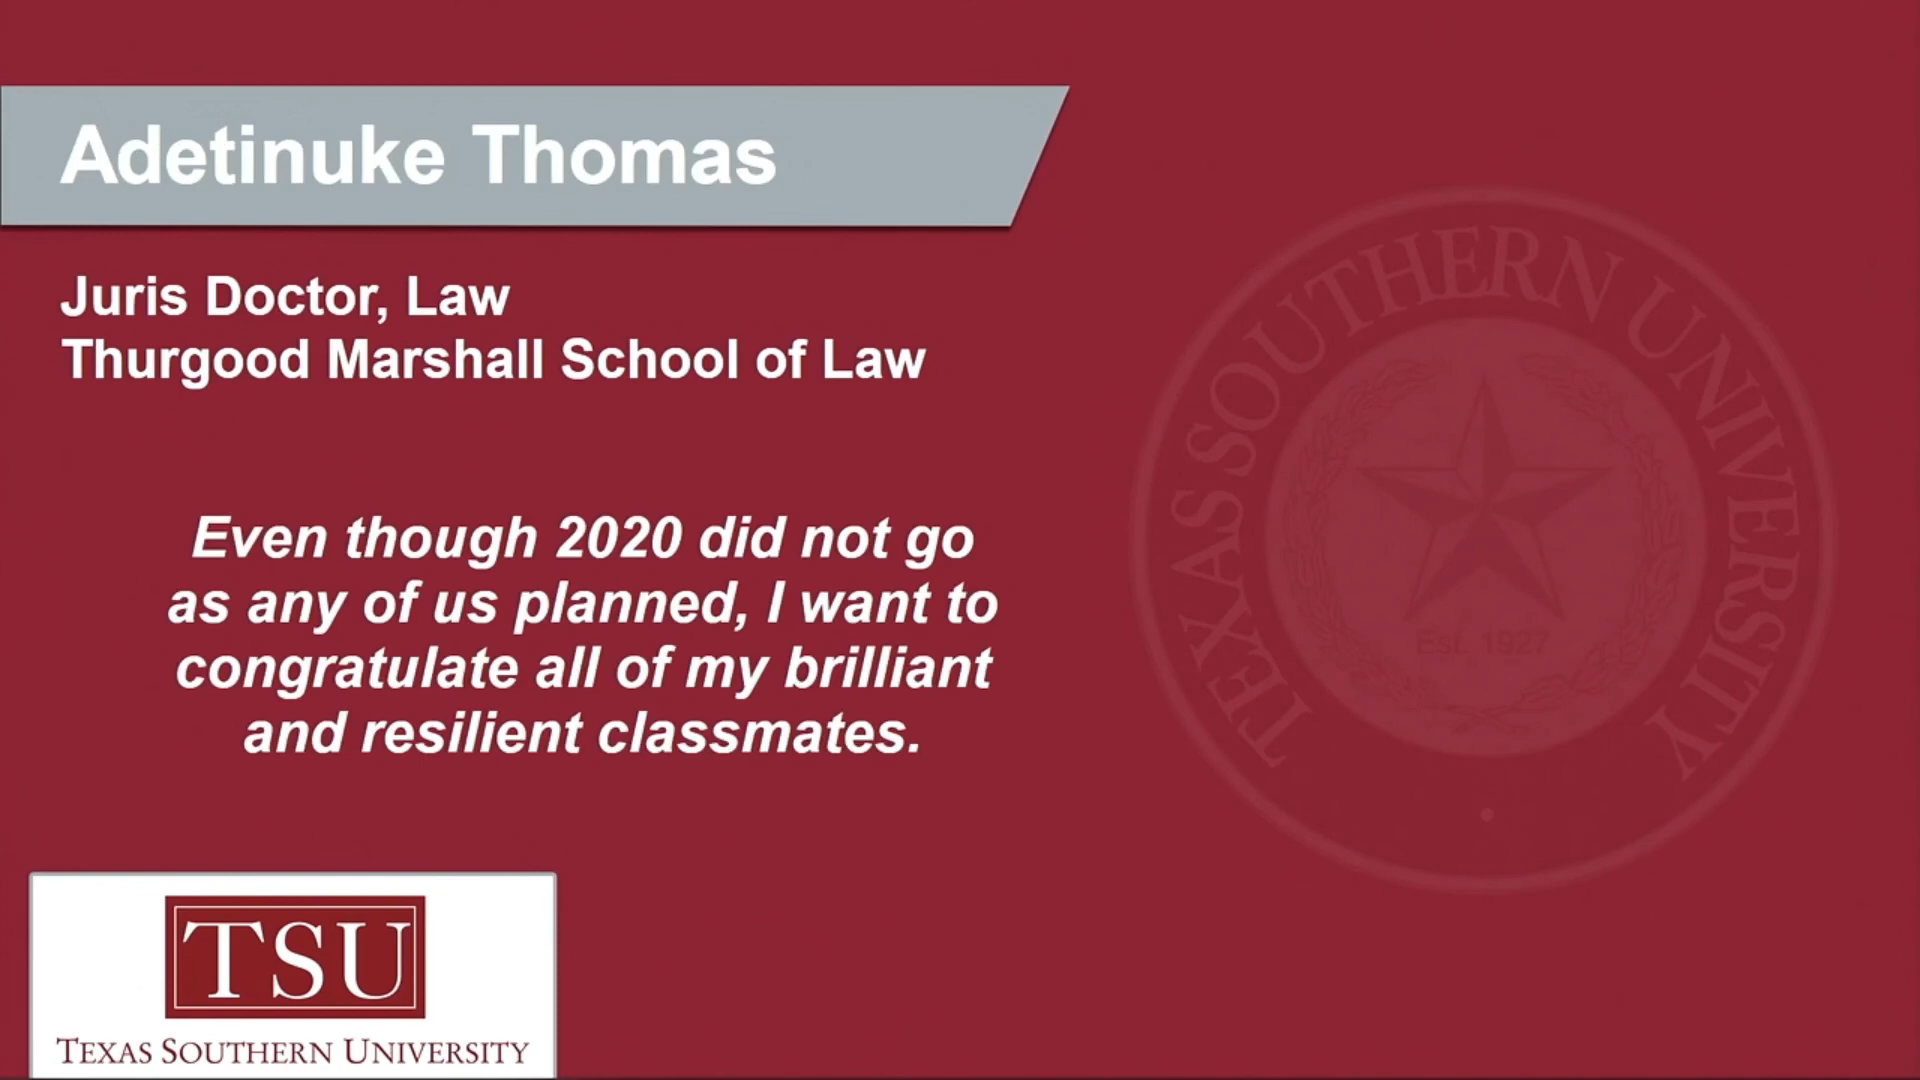 Adetinuke Thomas
Juris Doctor, Law
Thurgood Marshall School of Law
Even though 2020 did not go
as any of us planned, I want to
congratulate all of my brilliant
and resilient classmates.
TEXAS SOUTHERN UNIVERSITY
Est. 1927
TSU
TEXAS SOUTHERN UNIVERSITY